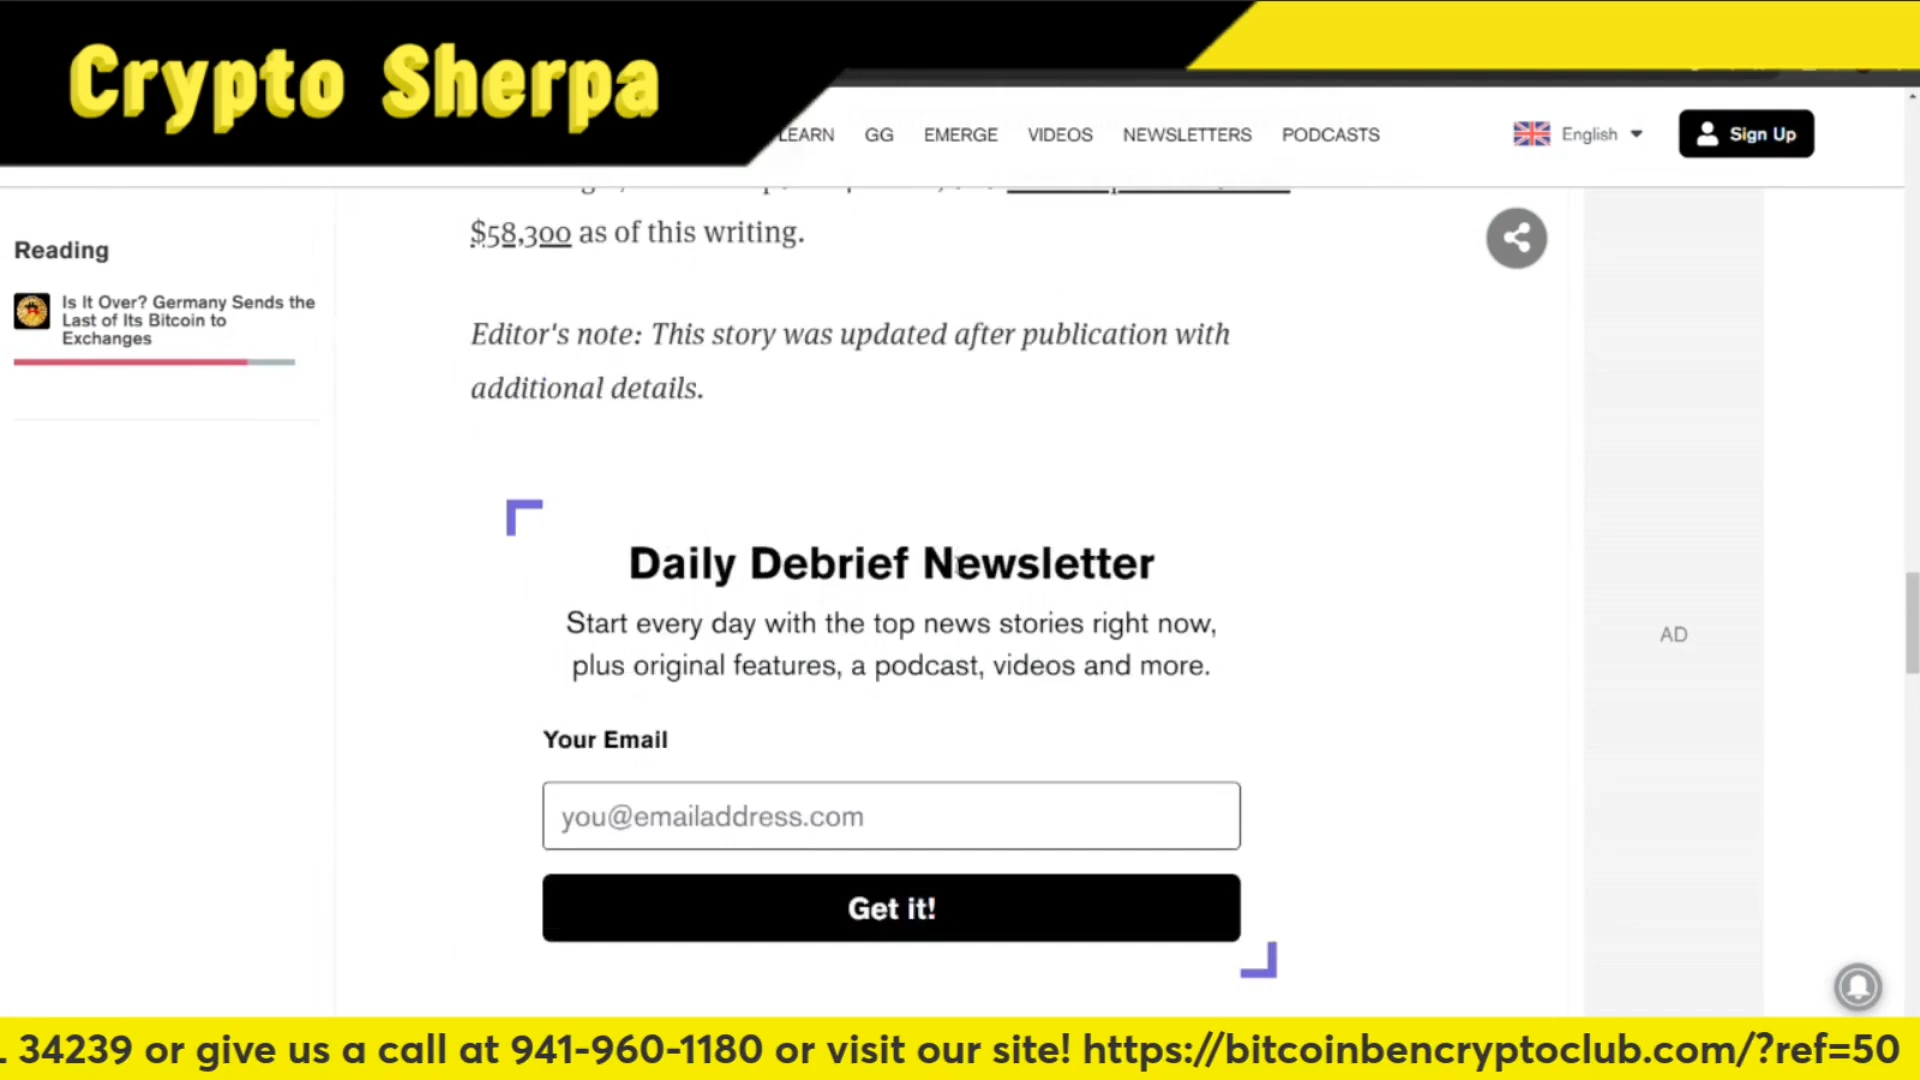 Crypto Sherpa
LEARN GG EMERGE VIDEOS NEWSLETTERS PODCASTS English Sign Up
Reading
Is It Over? Germany Sends the
Last of Its Bitcoin to
Exchanges
$58,300 as of this writing.
Editor's note: This story was updated after publication with
additional details.
Daily Debrief Newsletter
Start every day with the top news stories right now,
plus original features, a podcast, videos and more.
Your Email
you@emailaddress.com
Get it!
AD
34239 or give us a call at 941-960-1180 or visit our site! https://bitcoinbencryptoclub.com/?ref=50